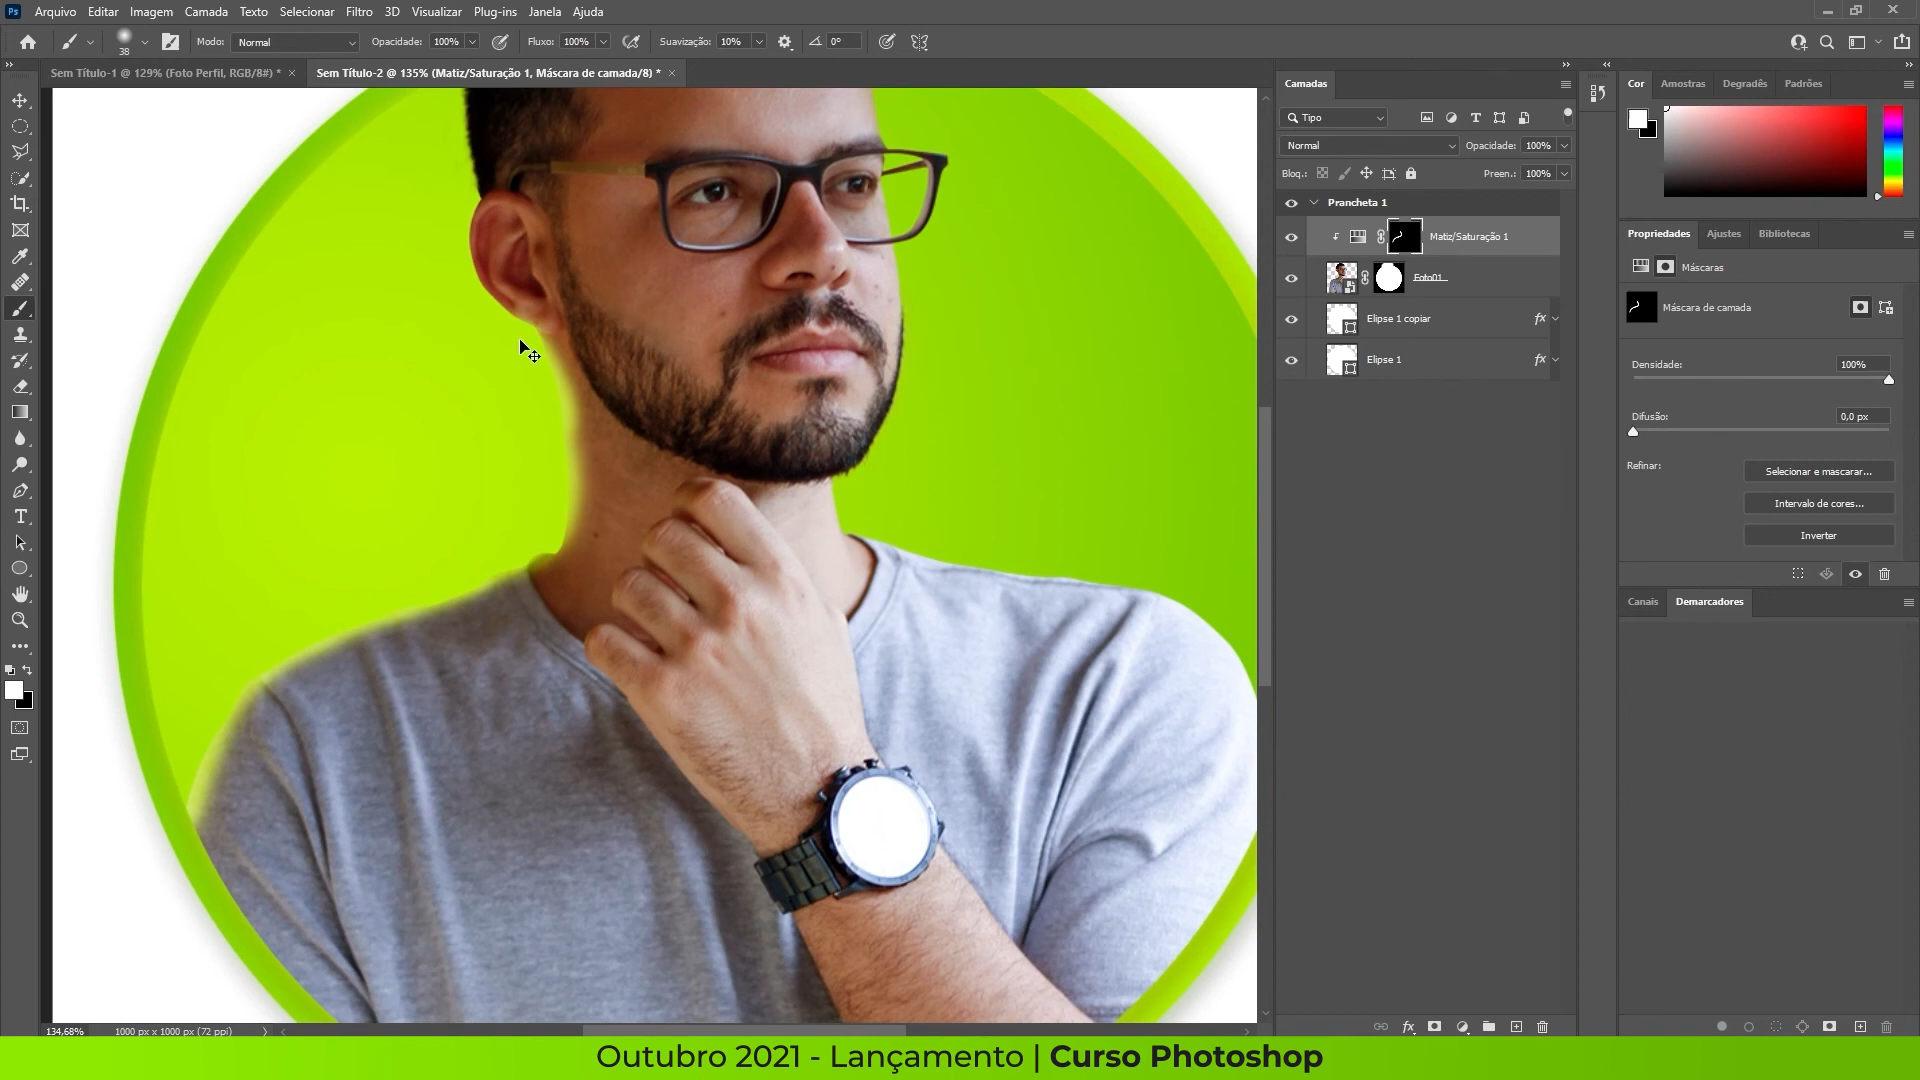 Ps Arquivo Editar Imagem Camada Texto Selecionar Filtro 3D Visualizar Plug-ins Janela Ajuda
38 Modo: Normal Opacidade: 100% Fluxo: 100% Suavização: 10% 0°
Sem Título-1 @ 129% (Foto Perfil, RGB/8#) * × Sem Título-2 @ 135% (Matiz/Saturação 1, Máscara de camada/8) * ×
Camadas
Tipo
Normal Opacidade: 100%
Bloq.: Preen.: 100%
Prancheta 1
Matiz/Saturação 1
Foto01
Elipse 1 copiar fx
Elipse 1 fx
Cor Amostras Degradês Padrões
Propriedades Ajustes Bibliotecas
Máscaras
Máscara de camada
Densidade: 100%
Difusão: 0,0 px
Refinar: Selecionar e mascarar...
Intervalo de cores...
Inverter
Canais Demarcadores
134,68% 1000 px x 1000 px (72 ppi)
fx
Outubro 2021 - Lançamento | Curso Photoshop